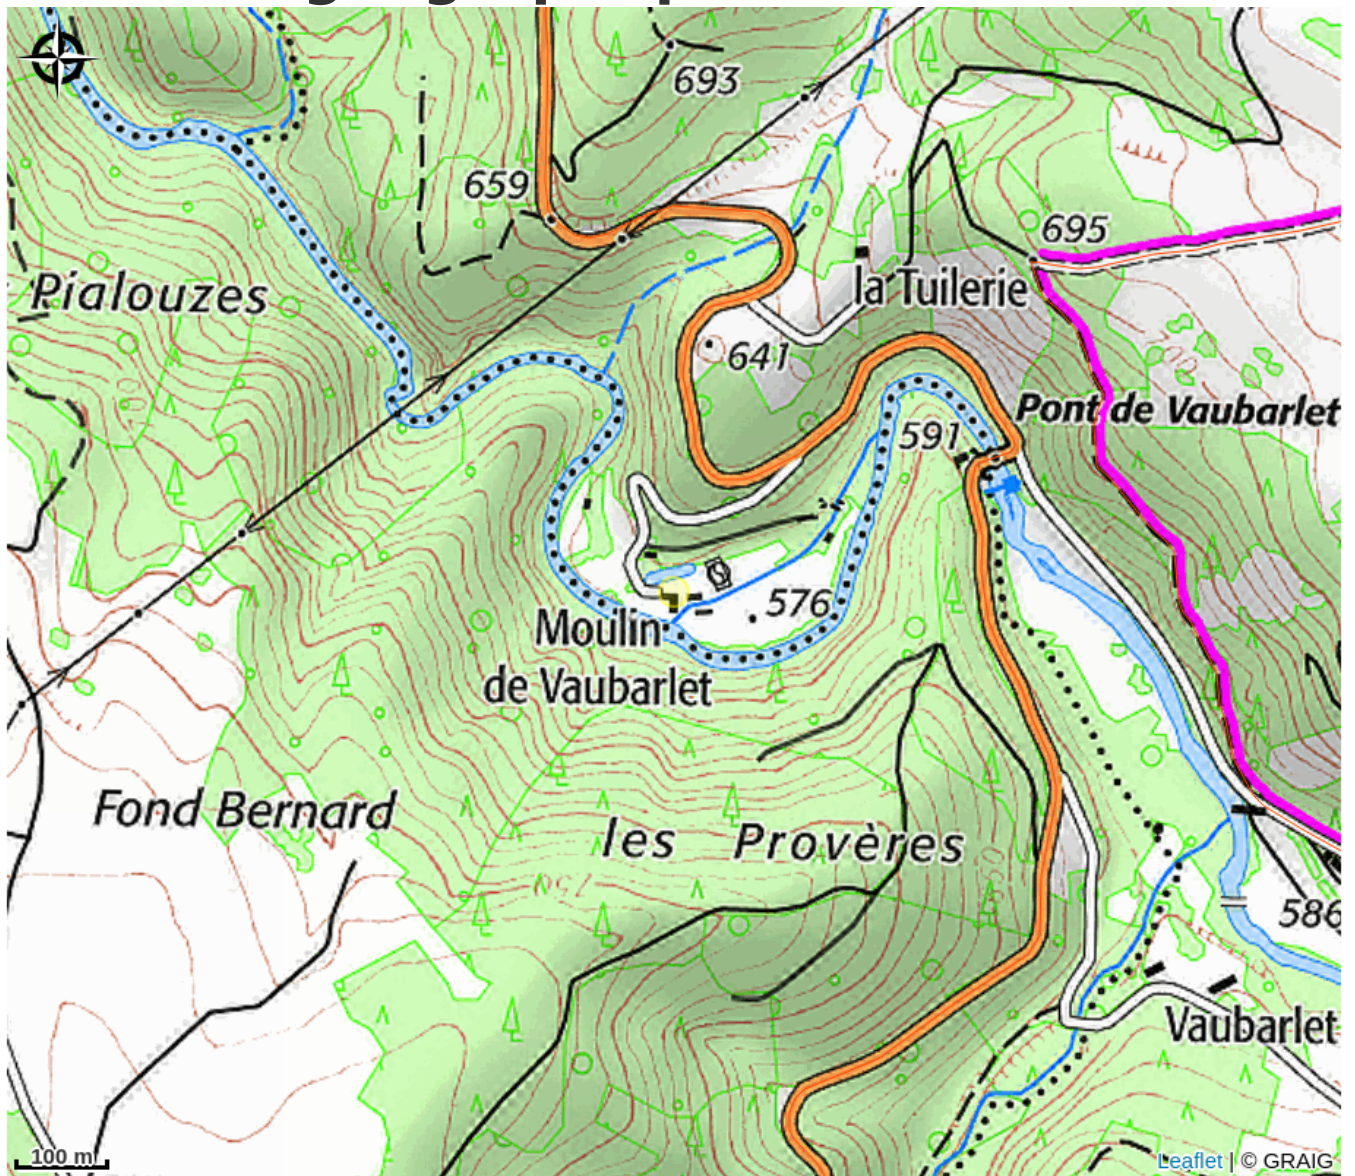 693
659
695
Pialouzes
la Tuilerie
641
Pont de Vaubarlet
591
576
Moulin
de Vaubarlet
Fond Bernard
les Provères
750
586
Vaubarlet
100 m
Leaflet | © GRAIG